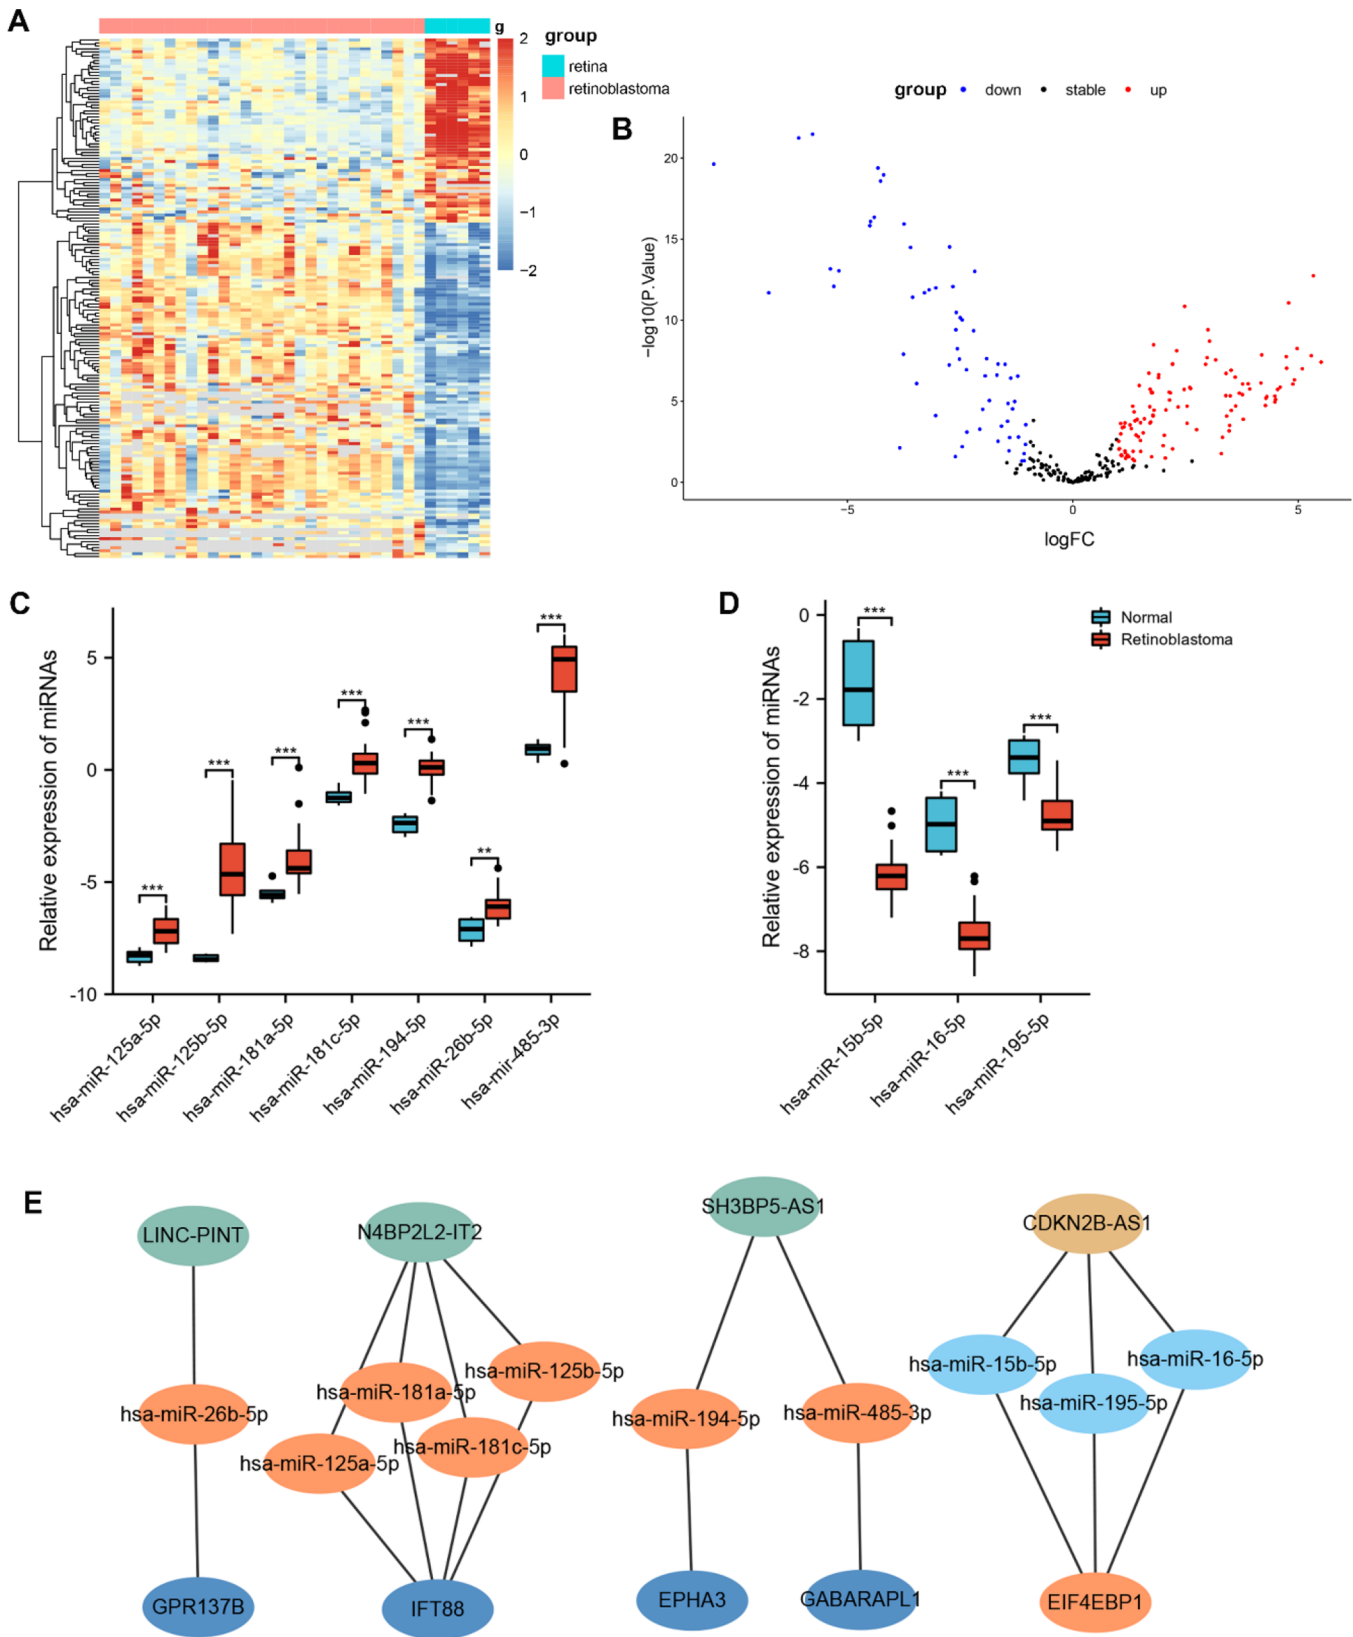 A
g
2
1
0
−1
−2
group
retina
retinoblastoma
B
group down stable up
−log10(P.Value)
20
15
10
5
0
−5 0 5
logFC
C
Relative expression of miRNAs
5
0
-5
-10
***
***
***
***
***
**
***
hsa-miR-125a-5p
hsa-miR-125b-5p
hsa-miR-181a-5p
hsa-miR-181c-5p
hsa-miR-194-5p
hsa-miR-26b-5p
hsa-mir-485-3p
D
Relative expression of miRNAs
0
-2
-4
-6
-8
***
***
***
hsa-miR-15b-5p
hsa-miR-16-5p
hsa-miR-195-5p
Normal
Retinoblastoma
E
LINC-PINT
hsa-miR-26b-5p
GPR137B
N4BP2L2-IT2
hsa-miR-125b-5p
hsa-miR-181a-5p
hsa-miR-181c-5p
hsa-miR-125a-5p
IFT88
SH3BP5-AS1
hsa-miR-194-5p
hsa-miR-485-3p
EPHA3
GABARAPL1
CDKN2B-AS1
hsa-miR-15b-5p
hsa-miR-16-5p
hsa-miR-195-5p
EIF4EBP1